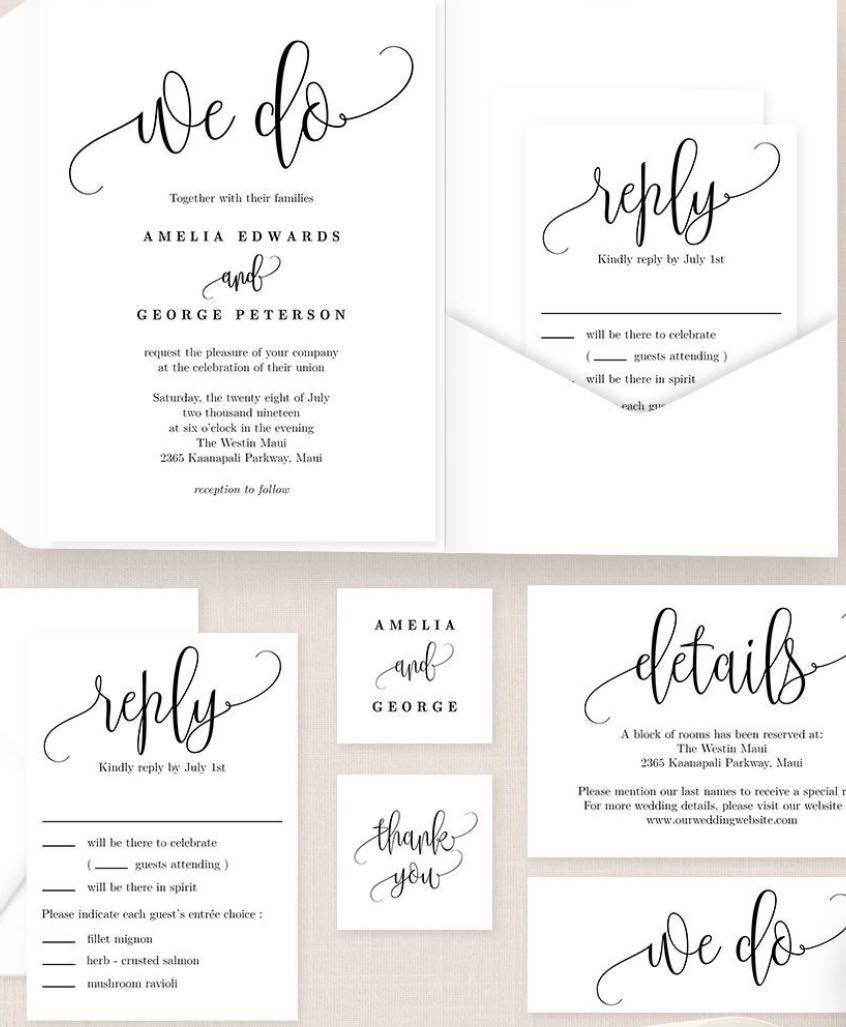 we do
Together with their families
AMELIA EDWARDS
and
GEORGE PETERSON
request the pleasure of your company
at the celebration of their union
Saturday, the twenty eight of July
two thousand nineteen
at six o'clock in the evening
The Westin Maui
2365 Kaanapali Parkway, Maui
reception to follow
reply
Kindly reply by July 1st
will be there to celebrate
( ____ guests attending )
will be there in spirit
each
reply
Kindly reply by July 1st
____ will be there to celebrate
( ____ guests attending )
____ will be there in spirit
Please indicate each guest's entrée choice :
____ fillet mignon
____ herb - crusted salmon
____ mushroom ravioli
AMELIA
and
GEORGE
thank
you
details
A block of rooms has been reserved at:
The Westin Maui
2365 Kaanapali Parkway, Maui
Please mention our last names to receive a special
For more wedding details, please visit our website
www.ourweddingwebsite.com
we do